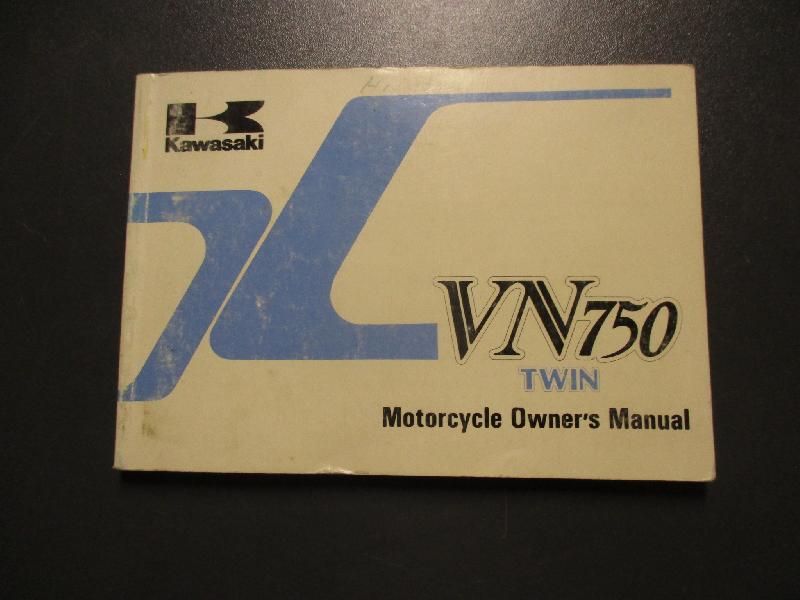 Kawasaki
VN750
TWIN
Motorcycle Owner's Manual